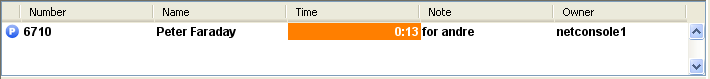 Number Name Time Note Owner
P 6710 Peter Faraday 0:13 for andre netconsole1